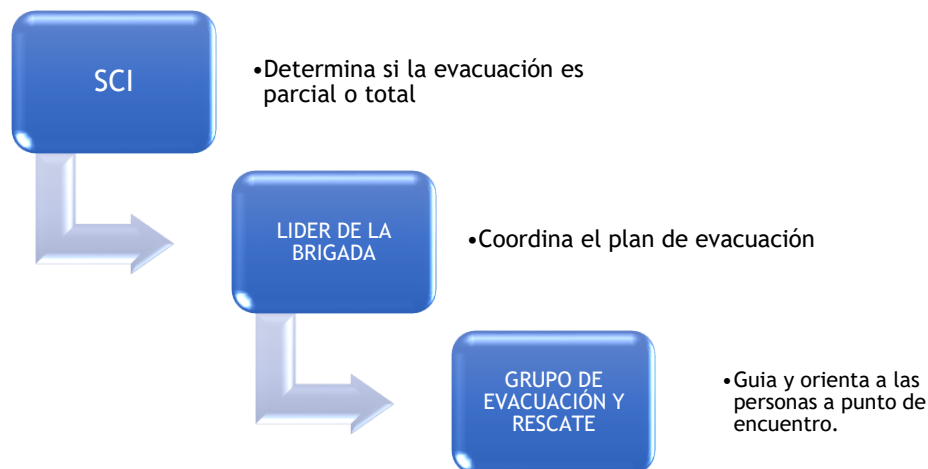 SCI
•Determina si la evacuación es
parcial o total
LIDER DE LA
BRIGADA
•Coordina el plan de evacuación
GRUPO DE
EVACUACIÓN Y
RESCATE
•Guia y orienta a las
personas a punto de
encuentro.